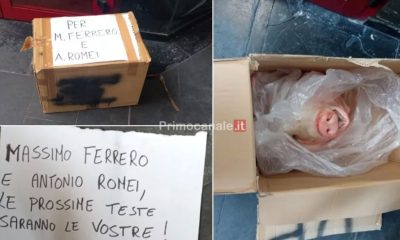 PER
M. FERRERO
E
A. ROMEI
Primocanale.it
MASSIMO FERRERO
E ANTONIO ROMEI,
LE PROSSIME TESTE
SARANNO LE VOSTRE!